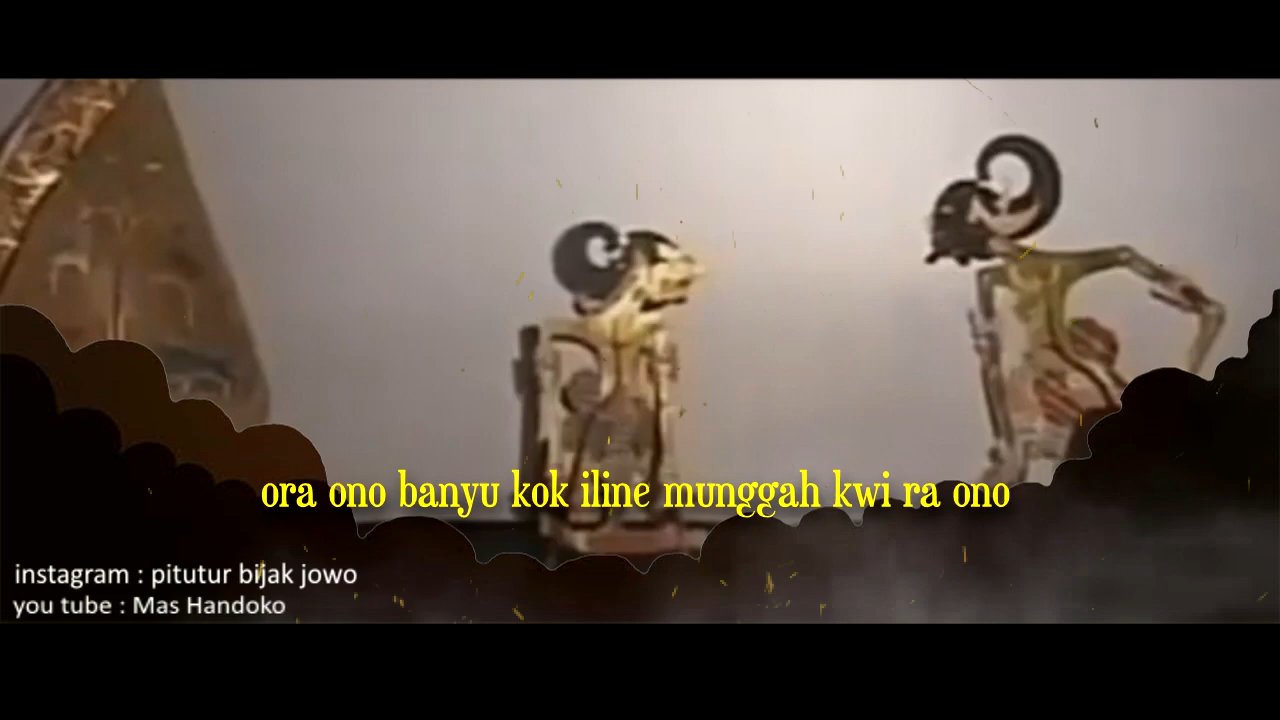 ora ono banyu kok iline munggah kwi ra ono
instagram : pitutur bijak jowo
you tube : Mas Handoko